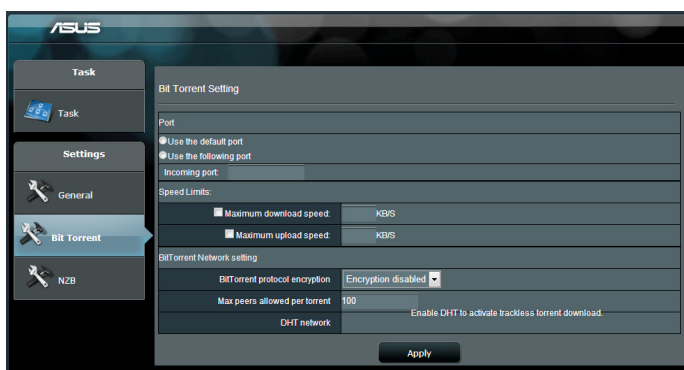 ASUS
Task
Task
Settings
General
Bit Torrent
NZB
Bit Torrent Setting
Port
Use the default port
Use the following port
Incoming port:
Speed Limits:
Maximum download speed: KB/S
Maximum upload speed: KB/S
BitTorrent Network setting
BitTorrent protocol encryption Encryption disabled
Max peers allowed per torrent 100
DHT network Enable DHT to activate trackless torrent download.
Apply